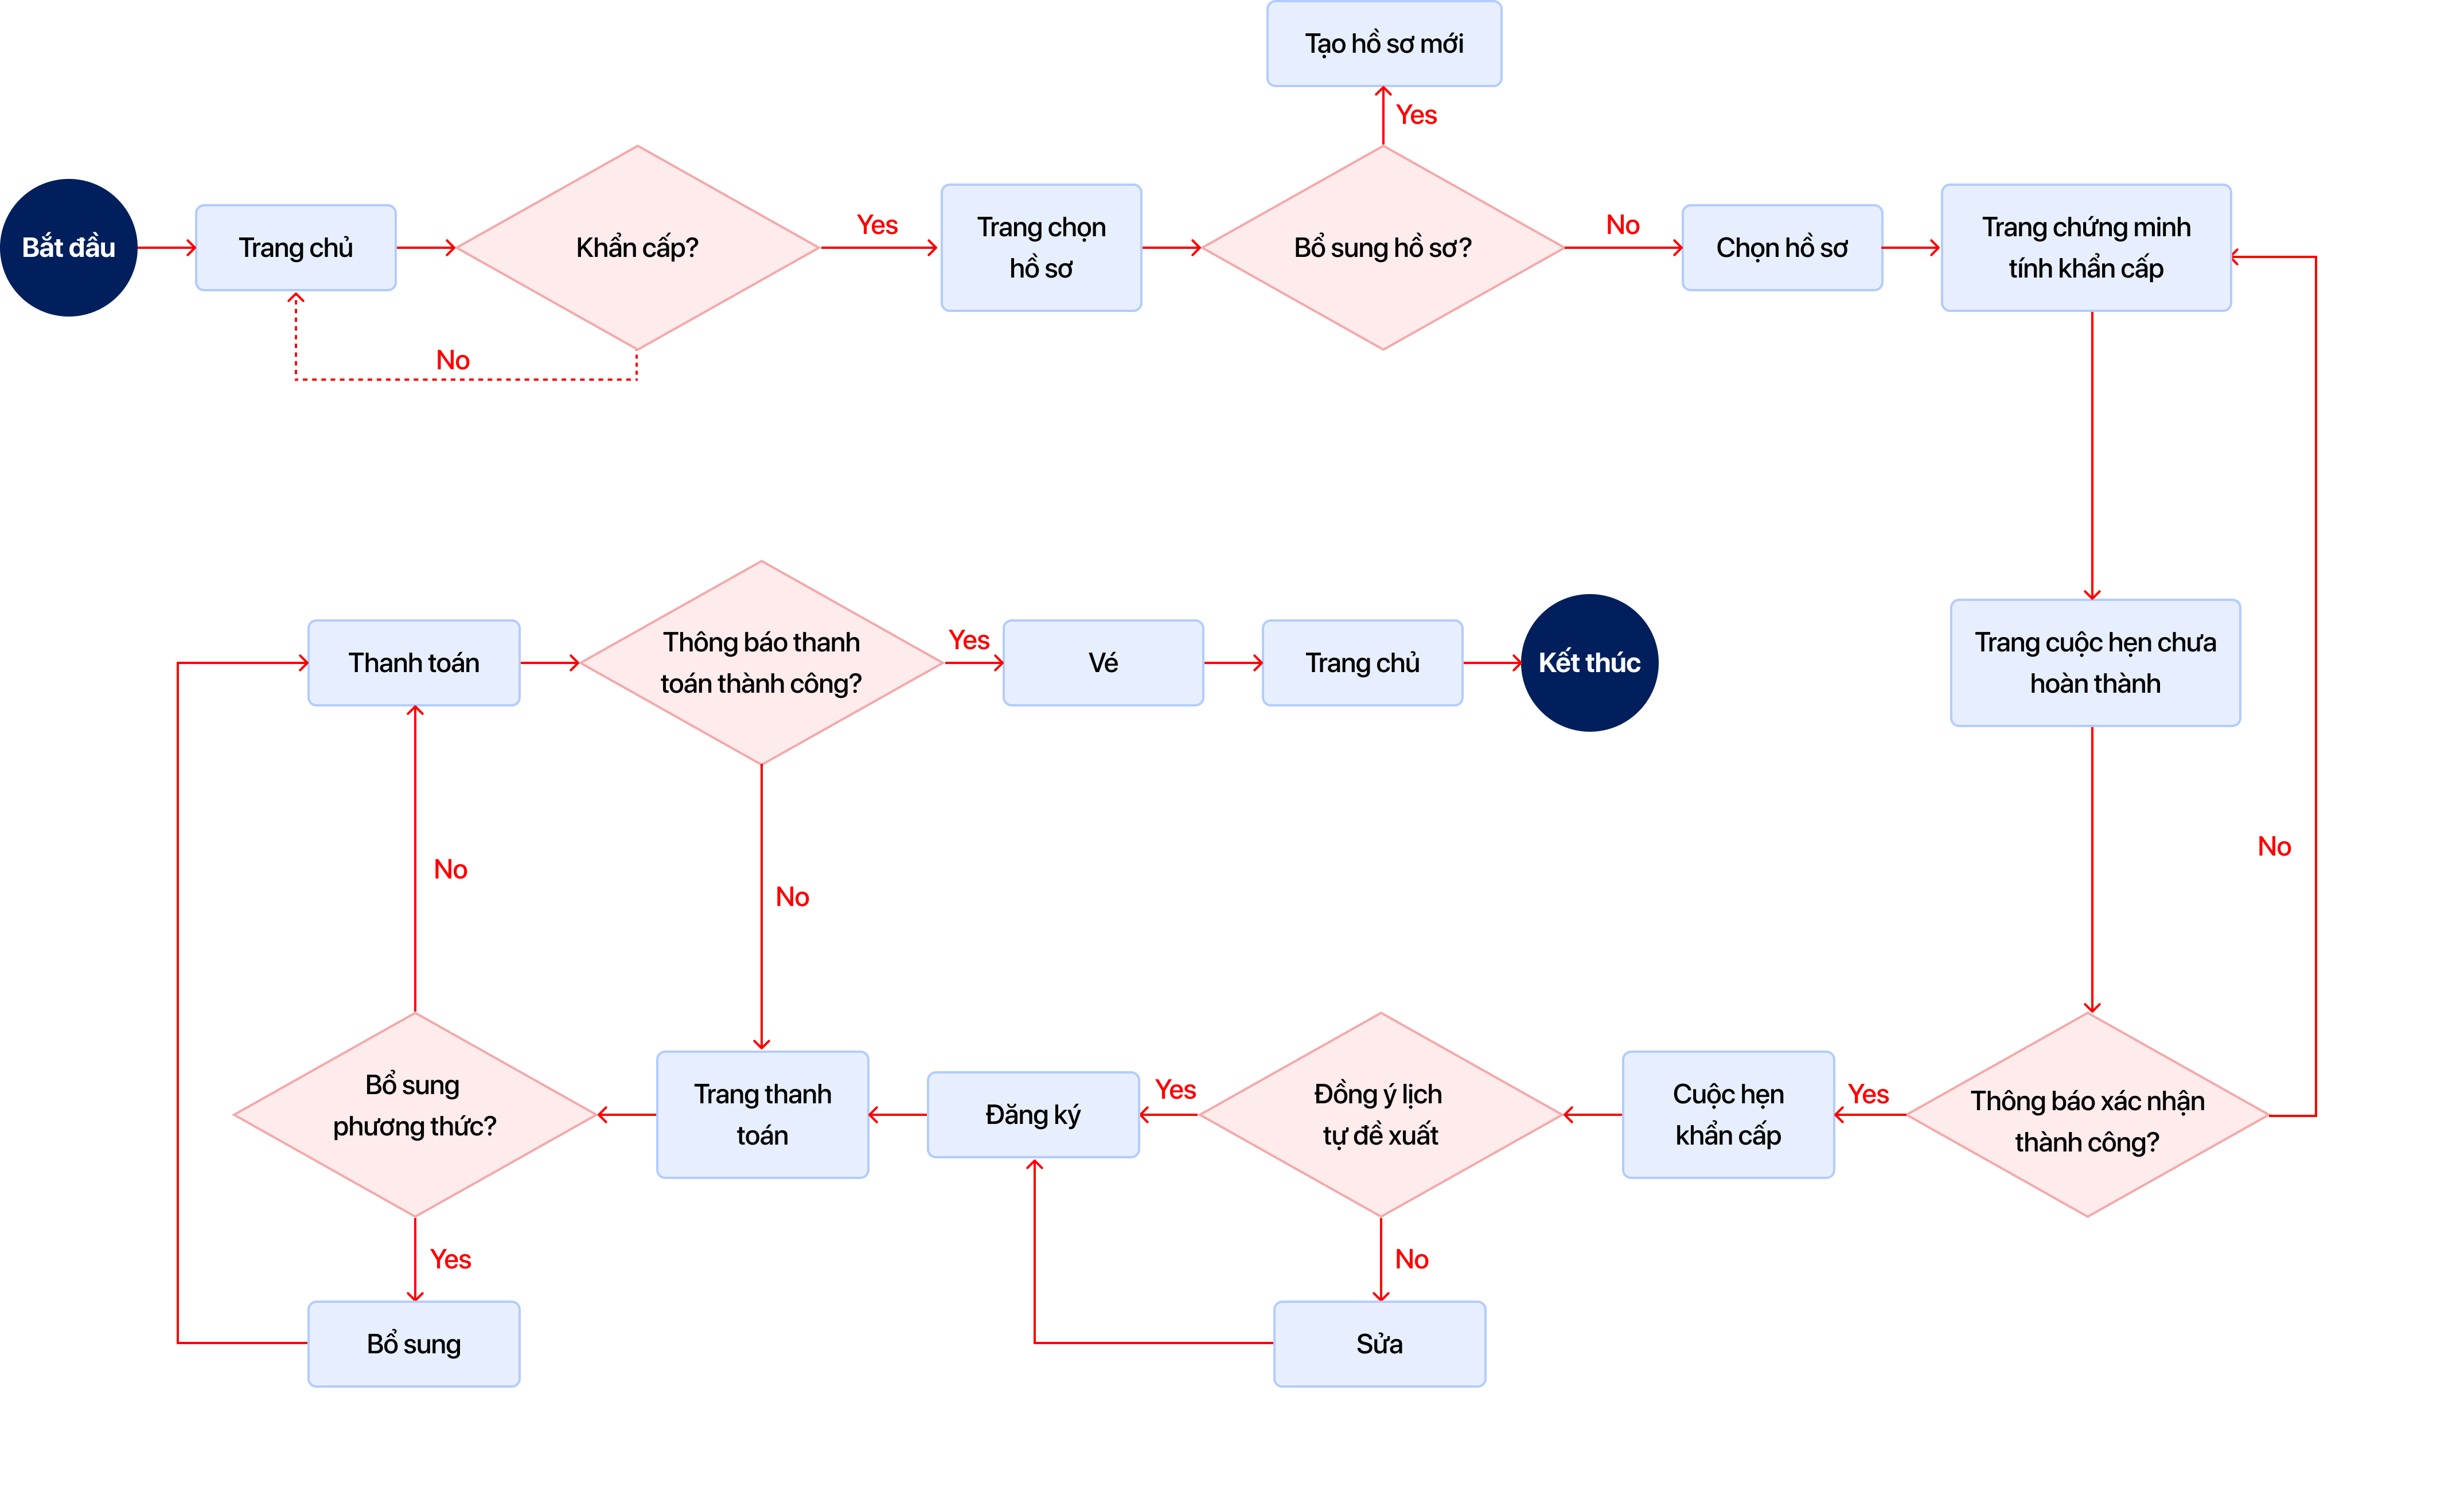 Tạo hồ sơ mới
Yes
Bắt đầu
Trang chủ
Khẩn cấp?
Yes
Trang chọn
hồ sơ
Bổ sung hồ sơ?
No
Chọn hồ sơ
Trang chứng minh
tính khẩn cấp
No
Thanh toán
Thông báo thanh
toán thành công?
Yes
Vé
Trang chủ
Kết thúc
Trang cuộc hẹn chưa
hoàn thành
No
No
No
Bổ sung
phương thức?
Trang thanh
toán
Đăng ký
Yes
Đồng ý lịch
tự đề xuất
Cuộc hẹn
khẩn cấp
Yes
Thông báo xác nhận
thành công?
Yes
No
Bổ sung
Sửa